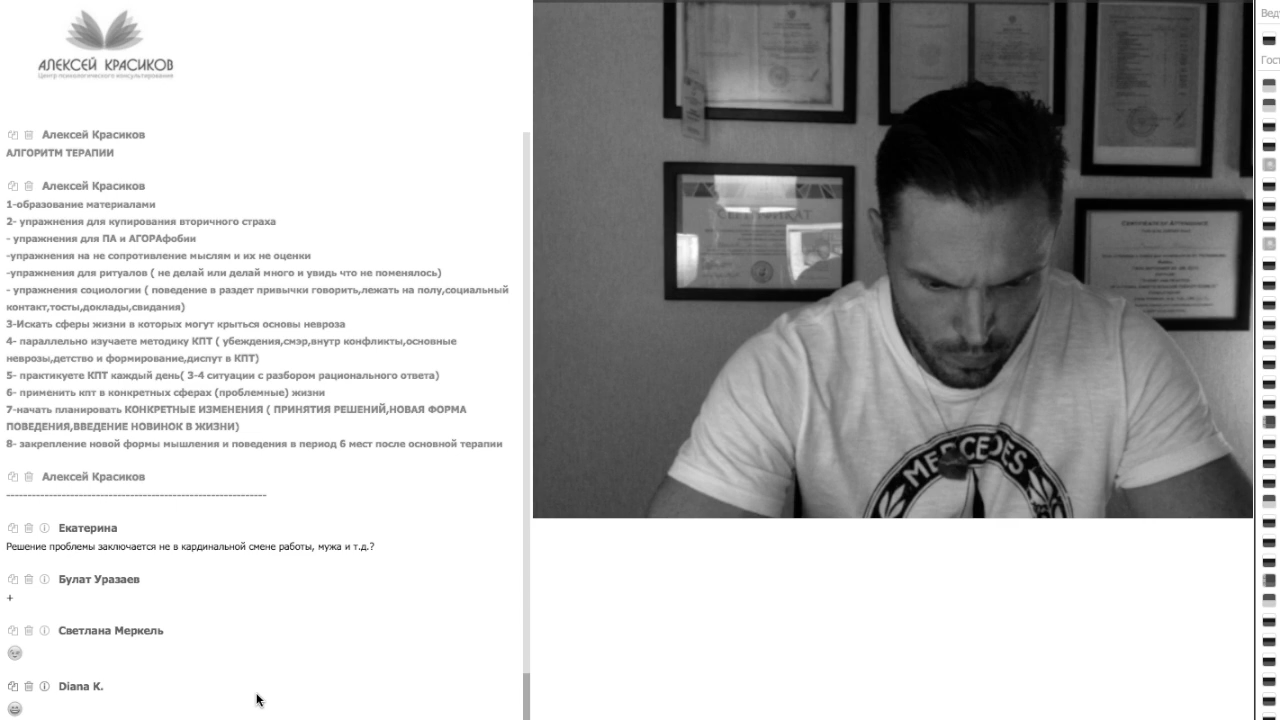 АЛЕКСЕЙ КРАСИКОВ
Центр психологического консультирования
Алексей Красиков
АЛГОРИТМ ТЕРАПИИ
Алексей Красиков
1-образование материалами
2- упражнения для купирования вторичного страха
- упражнения для ПА и АГОРАфобии
-упражнения на не сопротивление мыслям и их не оценки
-упражнения для ритуалов ( не делай или делай много и увидь что не поменялось)
- упражнения социологии ( поведение в раздет привычки говорить,лежать на полу,социальный
контакт,тосты,доклады,свидания)
3-Искать сферы жизни в которых могут крыться основы невроза
4- параллельно изучаете методику КПТ ( убеждения,смэр,внутр конфликты,основные
неврозы,детство и формирование,диспут в КПТ)
5- практикуете КПТ каждый день( 3-4 ситуации с разбором рационального ответа)
6- применить кпт в конкретных сферах (проблемные) жизни
7-начать планировать КОНКРЕТНЫЕ ИЗМЕНЕНИЯ ( ПРИНЯТИЯ РЕШЕНИЙ,НОВАЯ ФОРМА
ПОВЕДЕНИЯ,ВВЕДЕНИЕ НОВИНОК В ЖИЗНИ)
8- закрепление новой формы мышления и поведения в период 6 мест после основной терапии
Алексей Красиков
-------------------------------------------------------------
Екатерина
Решение проблемы заключается не в кардинальной смене работы, мужа и т.д.?
Булат Уразаев
+
Светлана Меркель
Diana K.
СЕРТИФИКАТ
MERCEDES
Вед
Гост